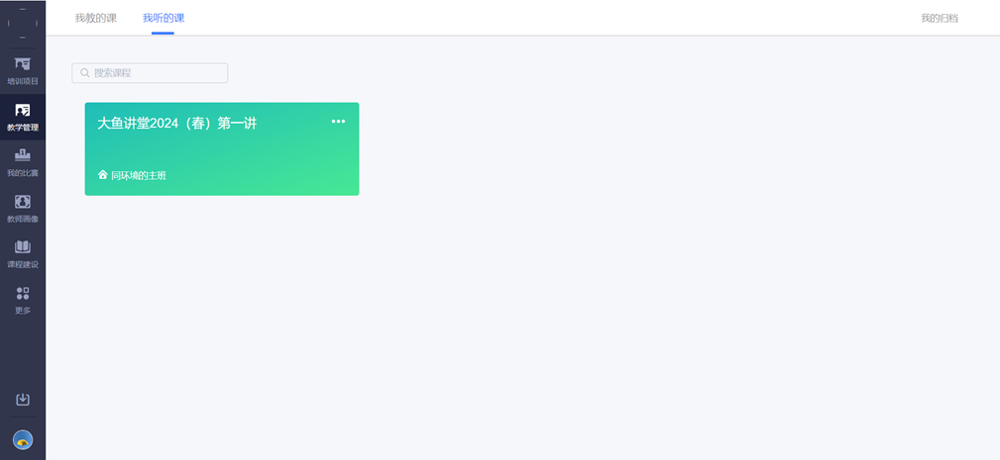 我教的课
我听的课
我的归档
培训项目
教学管理
我的比赛
教师画像
课程建设
更多
搜索课程
大鱼讲堂2024（春）第一讲
同环境的主班